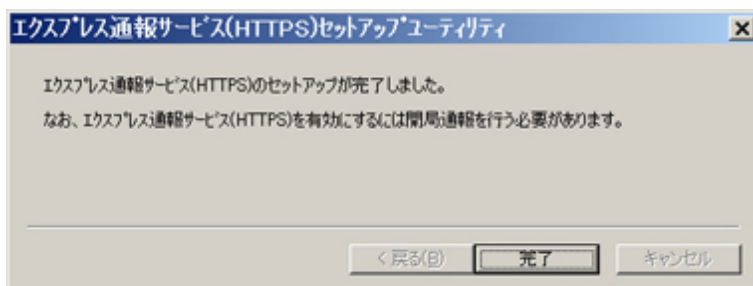 エクスプレス通報サービス(HTTPS)セットアップユーティリティ
エクスプレス通報サービス(HTTPS)のセットアップが完了しました。
なお、エクスプレス通報サービス(HTTPS)を有効にするには開局通報を行う必要があります。
< 戻る(B)
完了
キャンセル